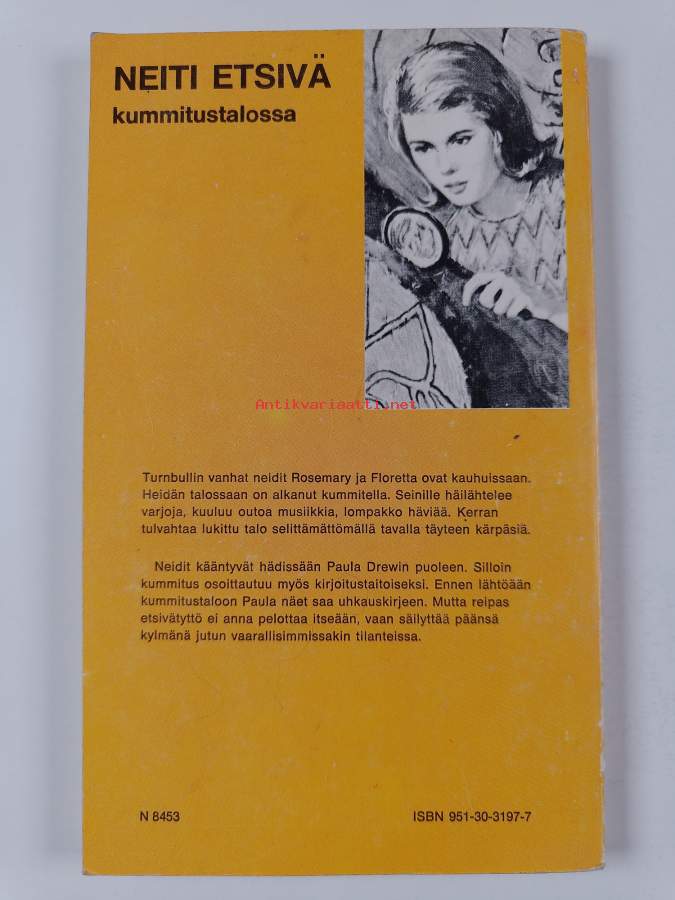 NEITI ETSIVÄ
kummitustalossa
Antikvariaatti.net
Turnbullin vanhat neidit Rosemary ja Floretta ovat kauhuissaan.
Heidän talossaan on alkanut kummitella. Seinille häilähtelee
varjoja, kuuluu outoa musiikkia, lompakko häviää. Kerran
tulvahtaa lukittu talo selittämättömällä tavalla täyteen kärpäsiä.
Neidit kääntyvät hädissään Paula Drewin puoleen. Silloin
kummitus osoittautuu myös kirjoitustaitoiseksi. Ennen lähtöään
kummitustaloon Paula näet saa uhkauskirjeen. Mutta reipas
etsivätyttö ei anna pelottaa itseään, vaan säilyttää päänsä
kylmänä jutun vaarallisimmissakin tilanteissa.
N 8453
ISBN 951-30-3197-7